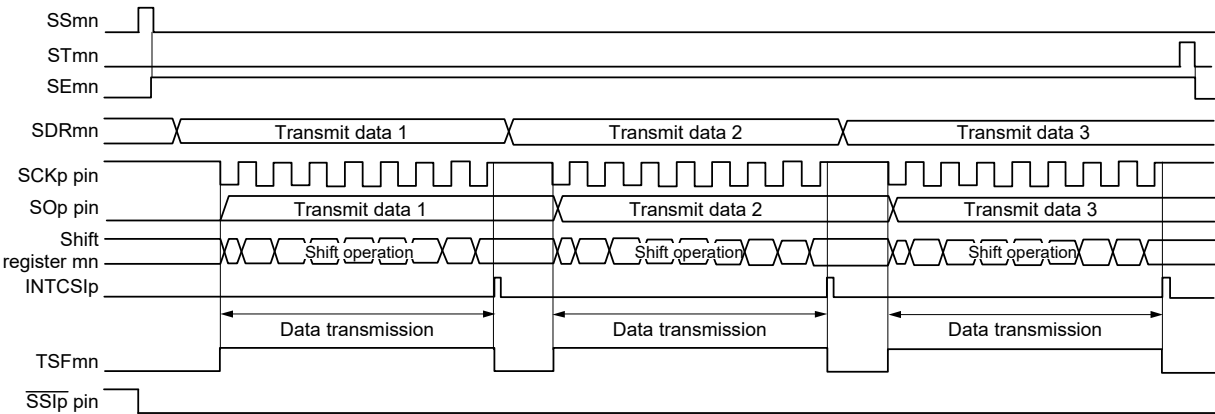 SSmn
STmn
SEmn
SDRmn Transmit data 1 Transmit data 2 Transmit data 3
SCKp pin
SOp pin Transmit data 1 Transmit data 2 Transmit data 3
Shift
register mn Shift operation Shift operation Shift operation
INTCSIp
Data transmission Data transmission Data transmission
TSFmn
SSIp pin